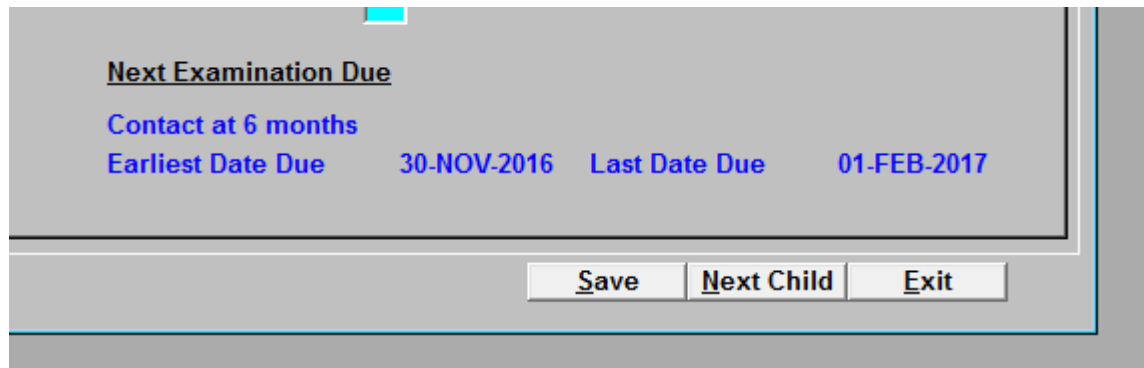 Next Examination Due
Contact at 6 months
Earliest Date Due 30-NOV-2016 Last Date Due 01-FEB-2017
Save Next Child Exit